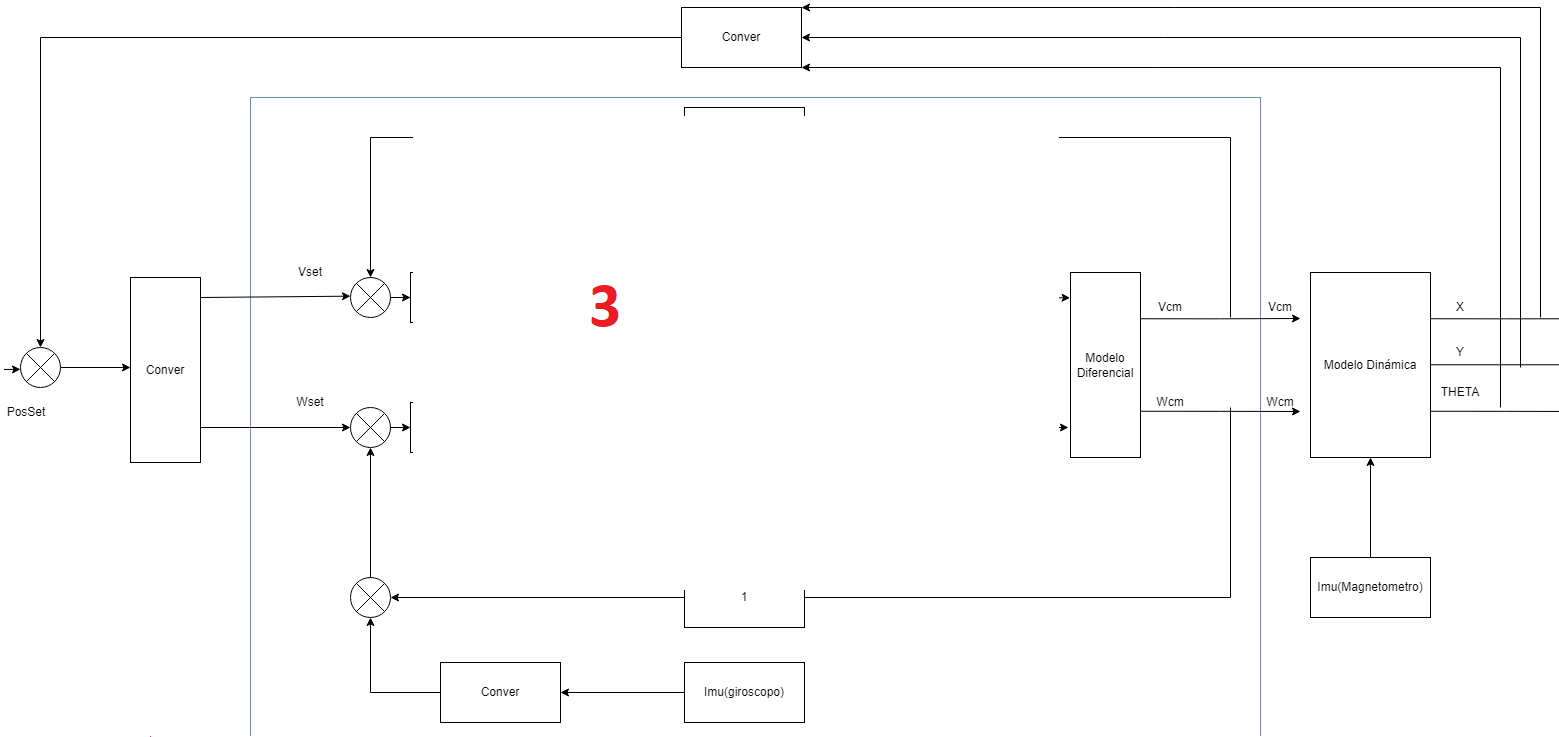 Conver
Vset
3
Vcm
Vcm
X
Y
Conver
Modelo
Diferencial
Modelo Dinámica
PosSet
Wset
Wcm
Wcm
THETA
1
Imu(Magnetometro)
Conver
Imu(giroscopo)